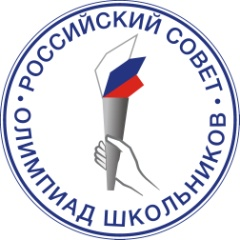 РОССИЙСКИЙ СОВЕТ
ОЛИМПИАД ШКОЛЬНИКОВ